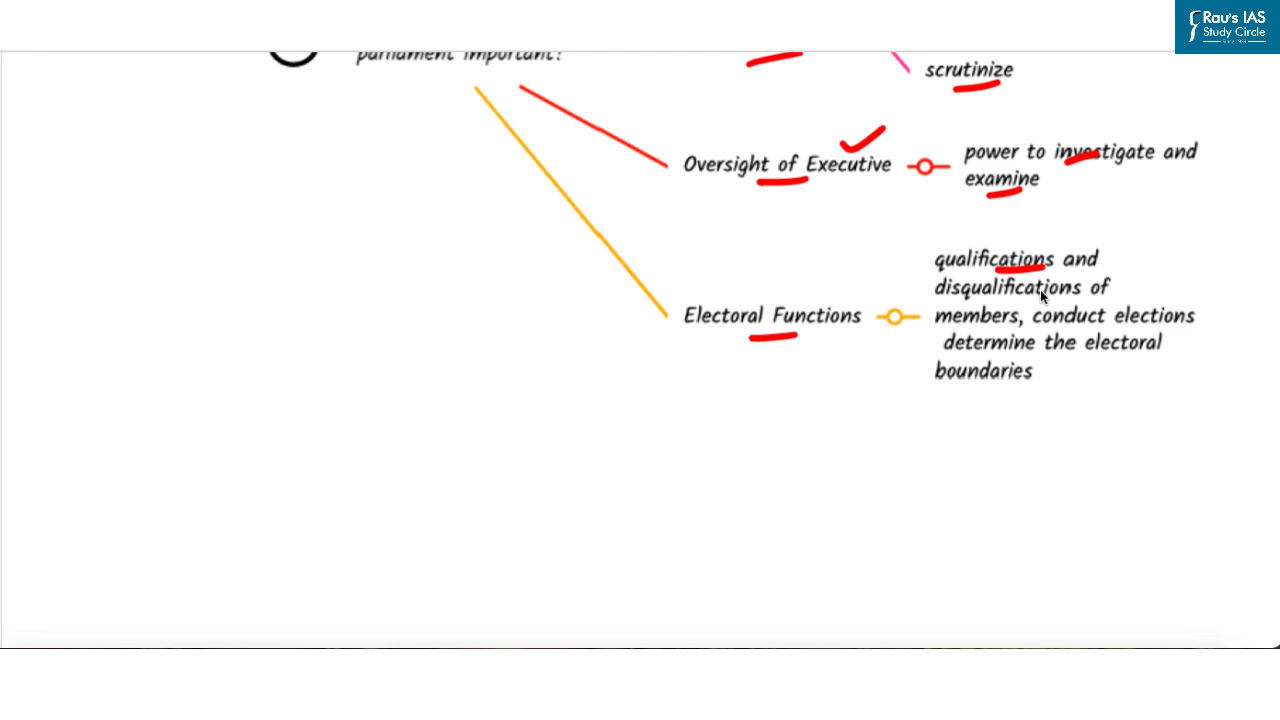 Rau's IAS
Study Circle
parliament important?
scrutinize
Oversight of Executive
power to investigate and
examine
Electoral Functions
qualifications and
disqualifications of
members, conduct elections
determine the electoral
boundaries